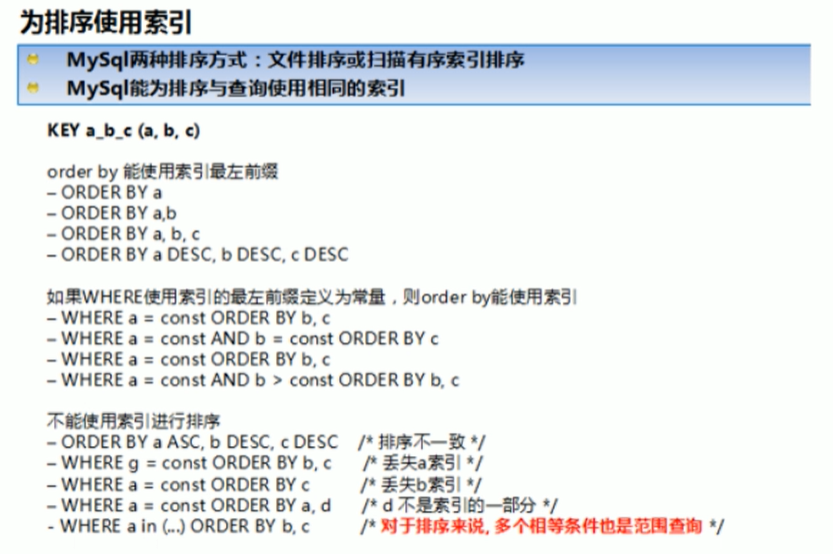 为排序使用索引
MySql两种排序方式：文件排序或扫描有序索引排序
MySql能为排序与查询使用相同的索引
KEY a_b_c (a, b, c)
order by 能使用索引最左前缀
– ORDER BY a
– ORDER BY a,b
– ORDER BY a, b, c
– ORDER BY a DESC, b DESC, c DESC
如果WHERE使用索引的最左前缀定义为常量，则order by能使用索引
– WHERE a = const ORDER BY b, c
– WHERE a = const AND b = const ORDER BY c
– WHERE a = const ORDER BY b, c
– WHERE a = const AND b > const ORDER BY b, c
不能使用索引进行排序
– ORDER BY a ASC, b DESC, c DESC /* 排序不一致 */
– WHERE g = const ORDER BY b, c /* 丢失a索引 */
– WHERE a = const ORDER BY c /* 丢失b索引 */
– WHERE a = const ORDER BY a, d /* d 不是索引的一部分 */
- WHERE a in (...) ORDER BY b, c /* 对于排序来说, 多个相等条件也是范围查询 */